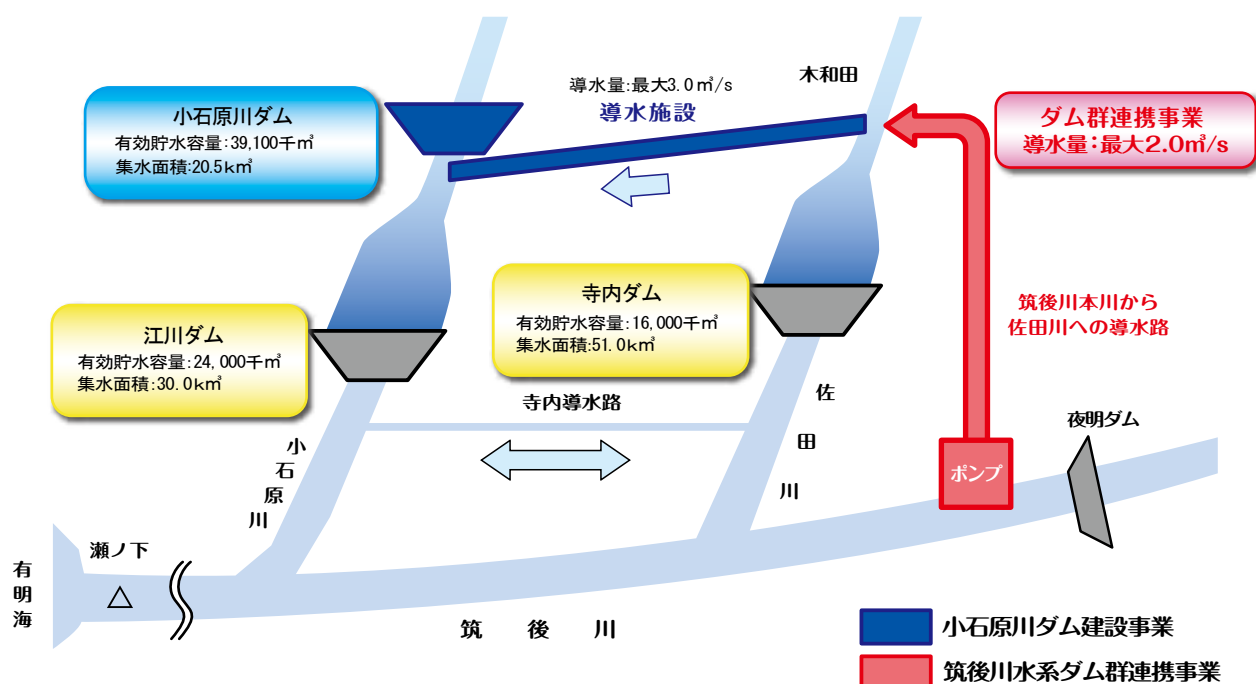 木和田
導水量:最大3.0㎥/s
導水施設
小石原川ダム
有効貯水容量:39,100千㎥
集水面積:20.5k㎡
ダム群連携事業
導水量:最大2.0㎥/s
寺内ダム
有効貯水容量:16,000千㎥
集水面積:51.0k㎡
筑後川本川から
佐田川への導水路
江川ダム
有効貯水容量:24,000千㎥
集水面積:30.0k㎡
寺内導水路
佐田川
夜明ダム
小石原川
ポンプ
瀬ノ下
有明海
筑後川
小石原川ダム建設事業
筑後川水系ダム群連携事業